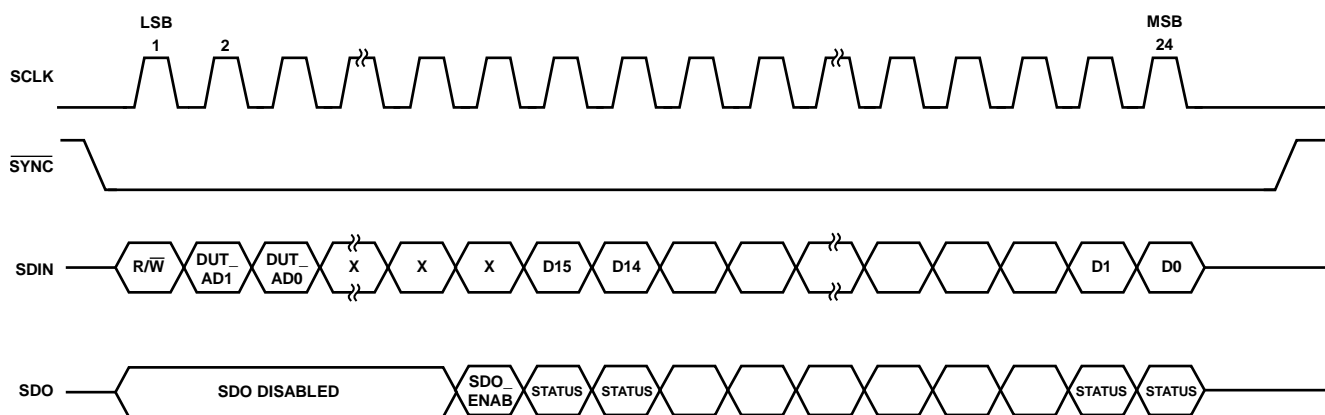 LSB MSB
1 2 24
SCLK
SYNC
R/W DUT_ DUT_ X X X D15 D14 D1 D0
AD1 AD0
SDIN
SDO DISABLED SDO_ STATUS STATUS STATUS STATUS
ENAB
SDO